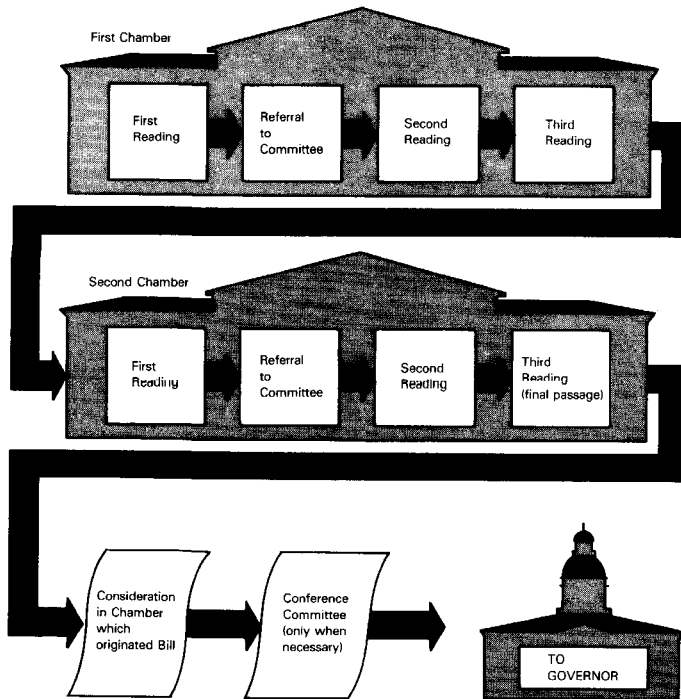 First Chamber
First
Reading
Referral
to
Committee
Second
Reading
Third
Reading
Second Chamber
First
Reading
Referral
to
Committee
Second
Reading
Third
Reading
(final passage)
Consideration
in Chamber
which
originated Bill
Conference
Committee
(only when
necessary)
TO
GOVERNOR